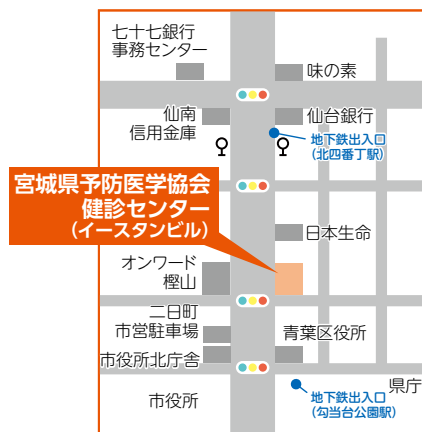 七十七銀行
事務センター
味の素
仙南
信用金庫
仙台銀行
地下鉄出入口
(北四番丁駅)
宮城県予防医学協会
健診センター
(イースタンビル)
日本生命
オンワード
樫山
二日町
市営駐車場
青葉区役所
市役所北庁舎
県庁
地下鉄出入口
(勾当台公園駅)
市役所